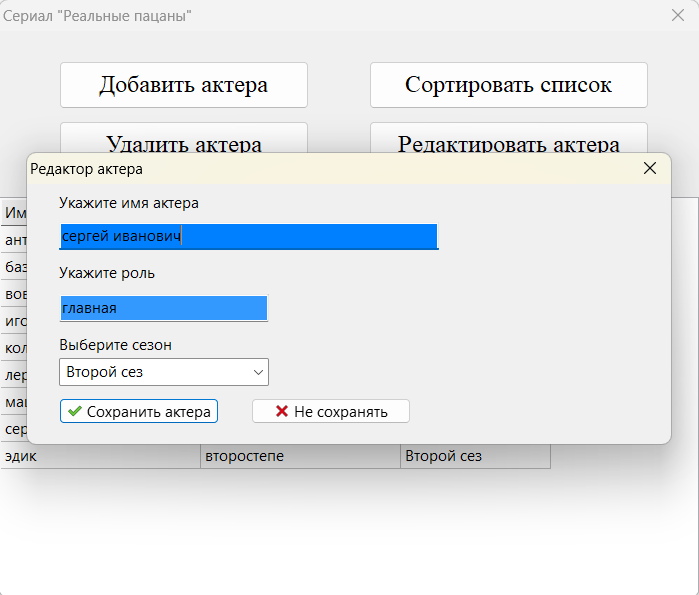 Сериал "Реальные пацаны"
Добавить актера
Сортировать список
Удалить актера
Редактировать актера
Редактор актера
Укажите имя актера
сергей иванович
Укажите роль
главная
Выберите сезон
Второй сез
Сохранить актера
Не сохранять
Им
ант
баз
вов
иго
кол
лер
маш
сер
эдик
второстепе
Второй сез